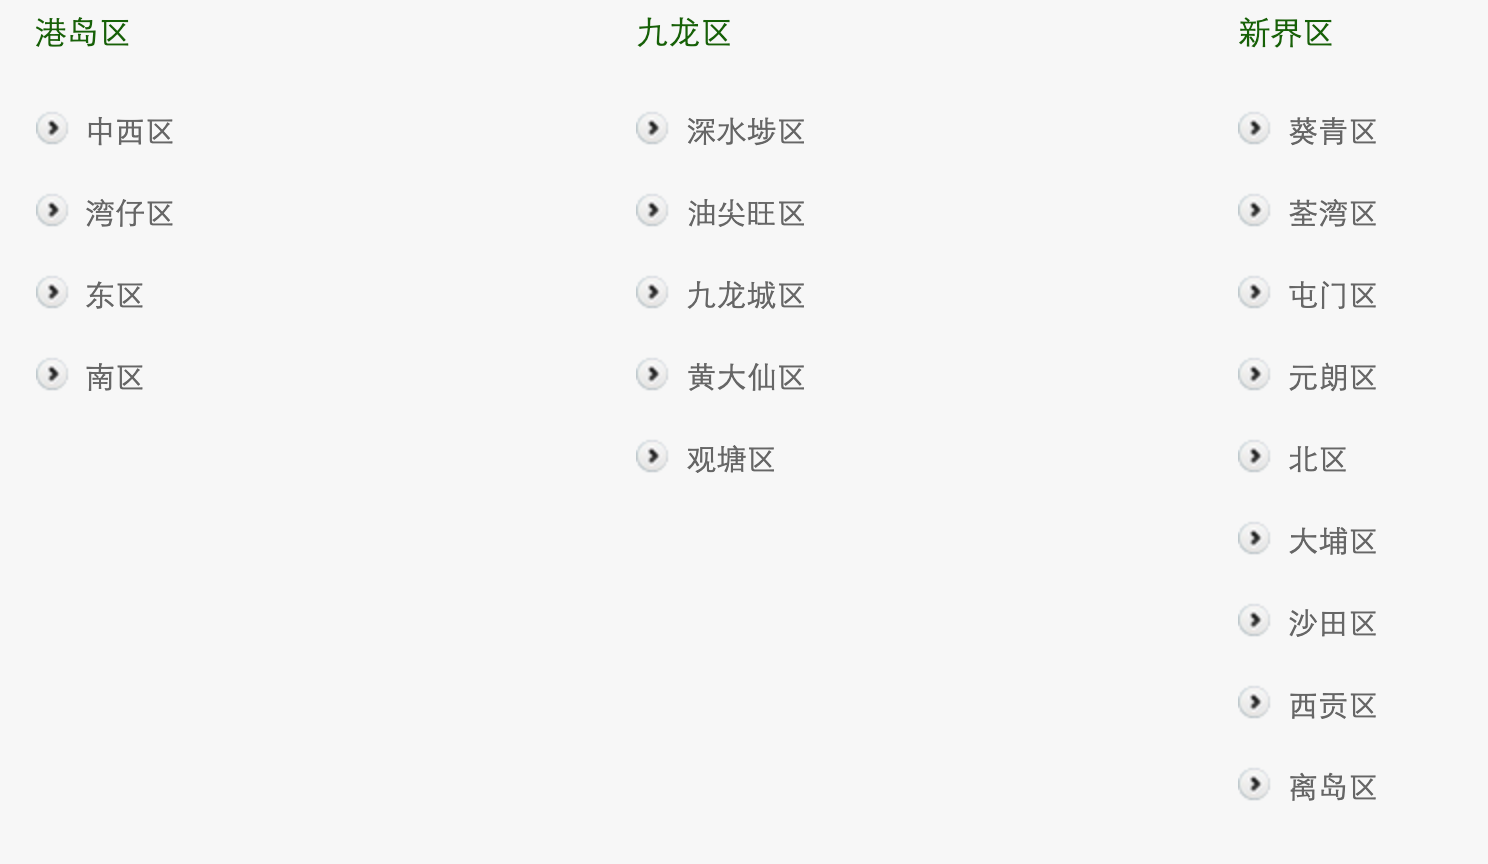 港岛区
中西区
湾仔区
东区
南区
九龙区
深水埗区
油尖旺区
九龙城区
黄大仙区
观塘区
新界区
葵青区
荃湾区
屯门区
元朗区
北区
大埔区
沙田区
西贡区
离岛区